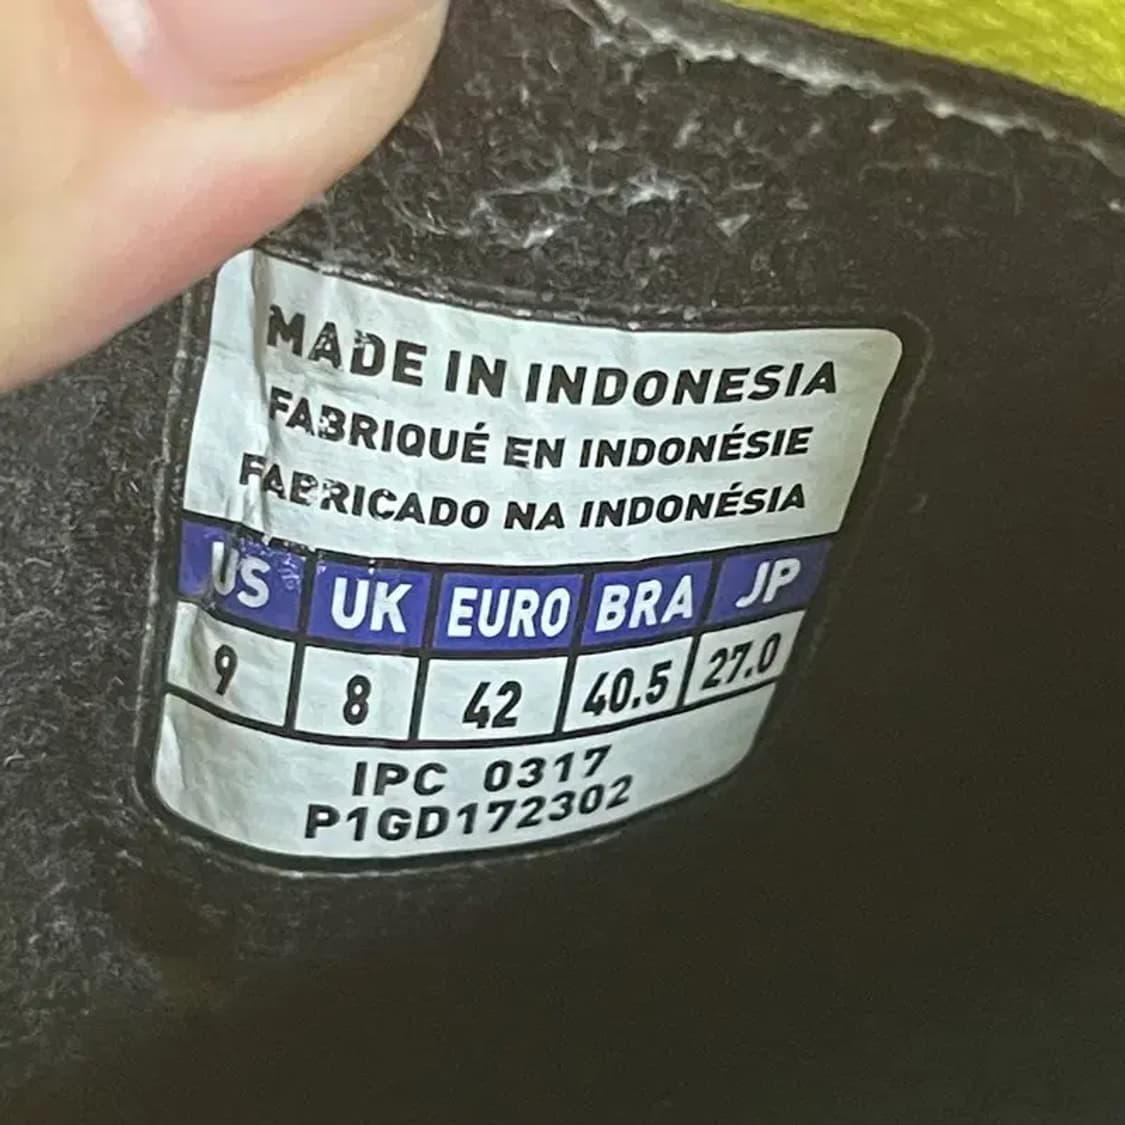 MADE IN INDONESIA
FABRIQUÉ EN INDONÉSIE
FABRICADO NA INDONÉSIA
US UK EURO BRA JP
9 8 42 40.5 27.0
IPC 0317
P1GD172302